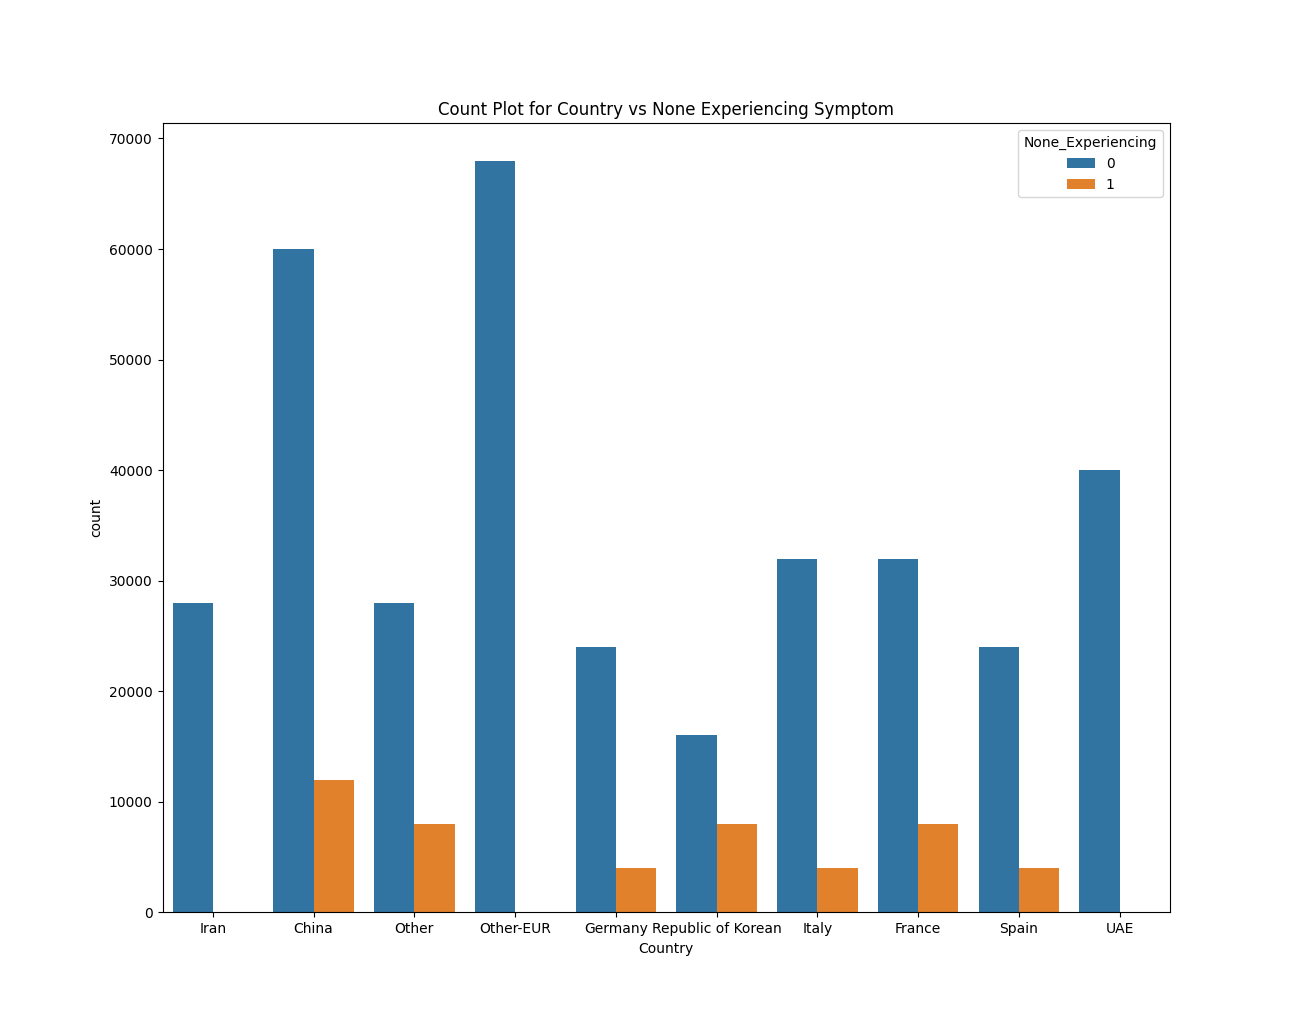 Count Plot for Country vs None Experiencing Symptom
None_Experiencing
0
1
70000
60000
50000
40000
30000
20000
10000
0
count
Iran China Other Other-EUR Germany Republic of Korean Italy France Spain UAE
Country